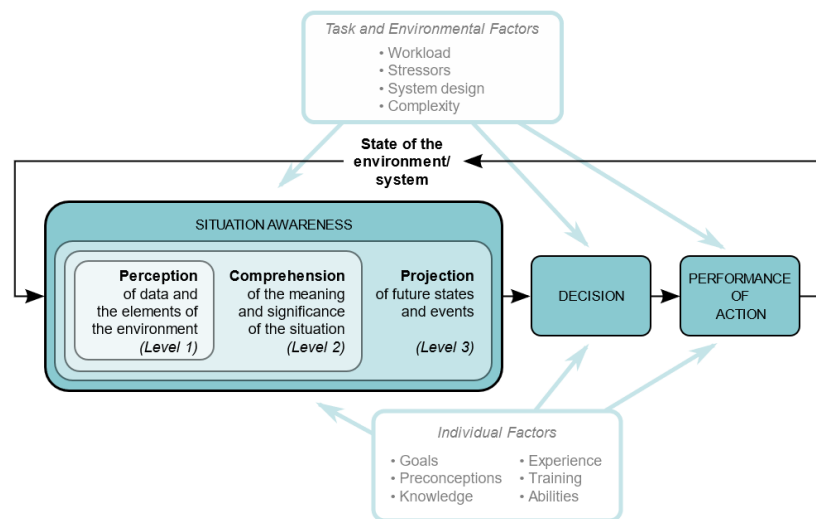 Task and Environmental Factors
• Workload
• Stressors
• System design
• Complexity
State of the
environment/
system
SITUATION AWARENESS
Perception
of data and
the elements of
the environment
(Level 1)
Comprehension
of the meaning
and significance
of the situation
(Level 2)
Projection
of future states
and events
(Level 3)
DECISION
PERFORMANCE
OF
ACTION
Individual Factors
• Goals
• Preconceptions
• Knowledge
• Experience
• Training
• Abilities